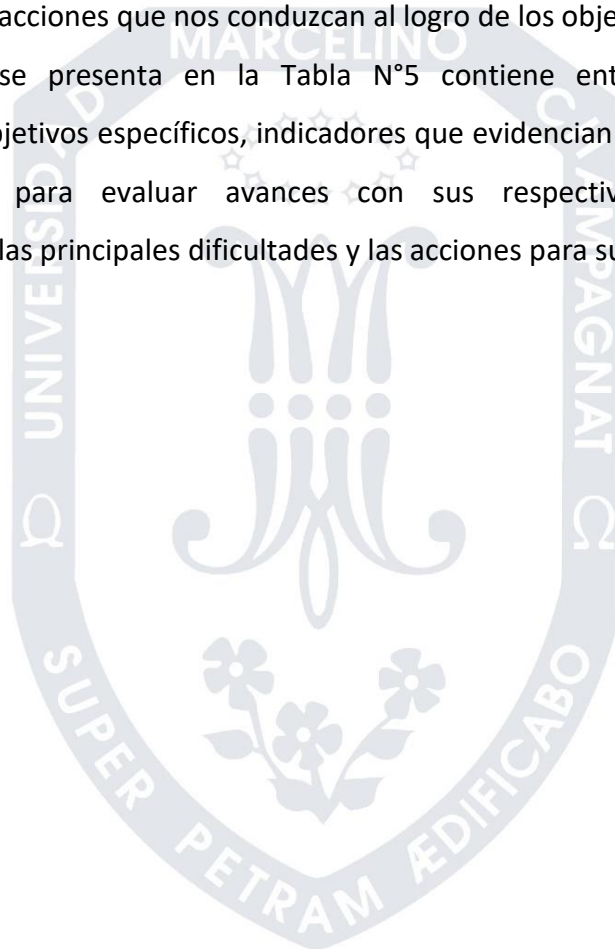 acciones que nos conduzcan al logro de los obje
se presenta en la Tabla N°5 contiene ent
jetivos específicos, indicadores que evidencian
para evaluar avances con sus respectiv
las principales dificultades y las acciones para su
UNIVERSIDAD
MARCELINO
CHAMPAGNAT
Ω
Ω
SUPER PETRAM ÆDIFICABO